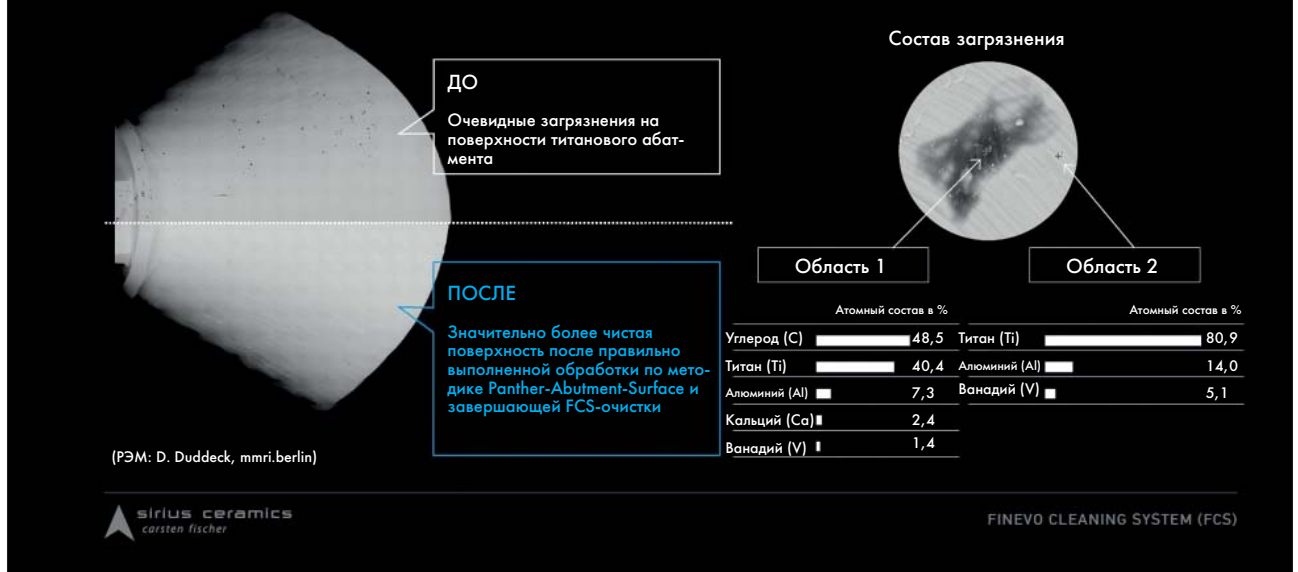 ДО
Очевидные загрязнения на
поверхности титанового абат-
мента
ПОСЛЕ
Значительно более чистая
поверхность после правильно
выполненной обработки по мето-
дике Panther-Abutment-Surface и
завершающей FCS-очистки
(РЭМ: D. Duddeck, mmri.berlin)
Состав загрязнения
Область 1
Атомный состав в %
Углерод (C) 48,5
Титан (Ti) 40,4
Алюминий (Al) 7,3
Кальций (Ca) 2,4
Ванадий (V) 1,4
Область 2
Атомный состав в %
Титан (Ti) 80,9
Алюминий (Al) 14,0
Ванадий (V) 5,1
sirius ceramics
carsten fischer
FINEVO CLEANING SYSTEM (FCS)